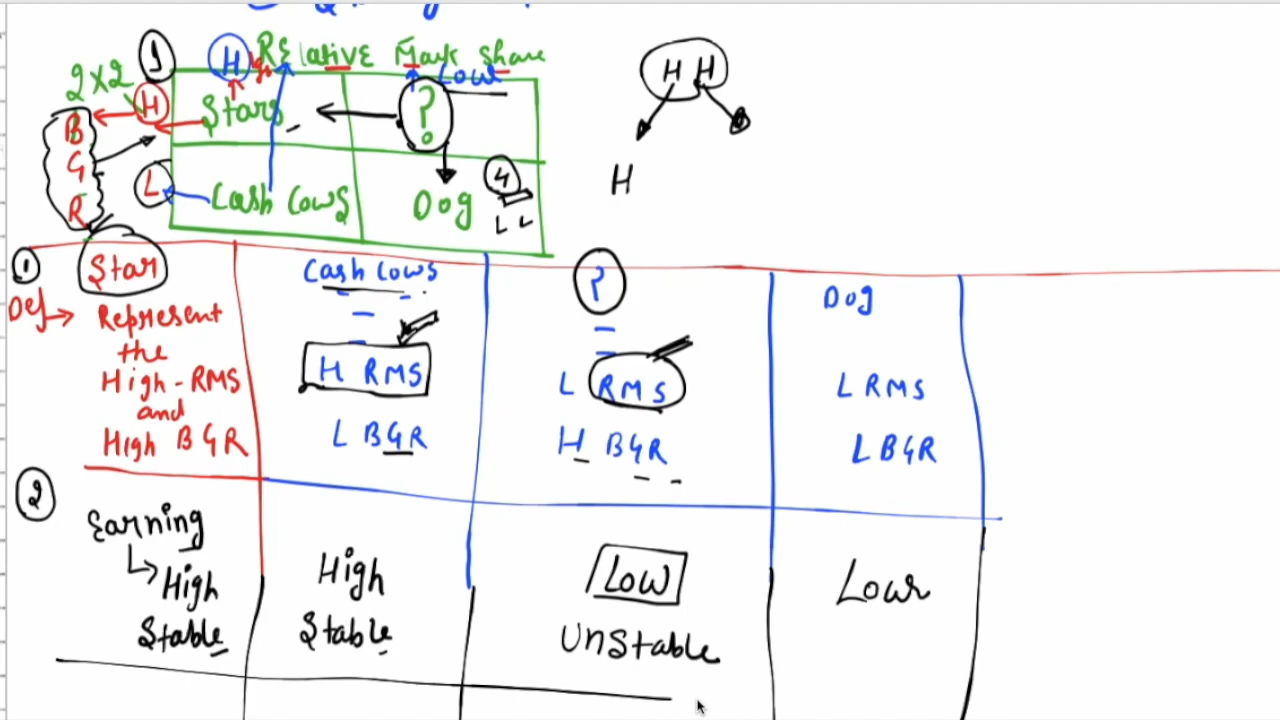 1 High Relative Mark share
2x2 Low
H H
H Stars ?
B
G
R
L Cash Cows Dog 4
L L
H
1 Star Cash Cows ? Dog
Def → Represent
the
High-RMS H RMS L RMS L RMS
and
High BGR L BGR H BGR L BGR
2
Earning
High High Low Low
Stable Stable Unstable